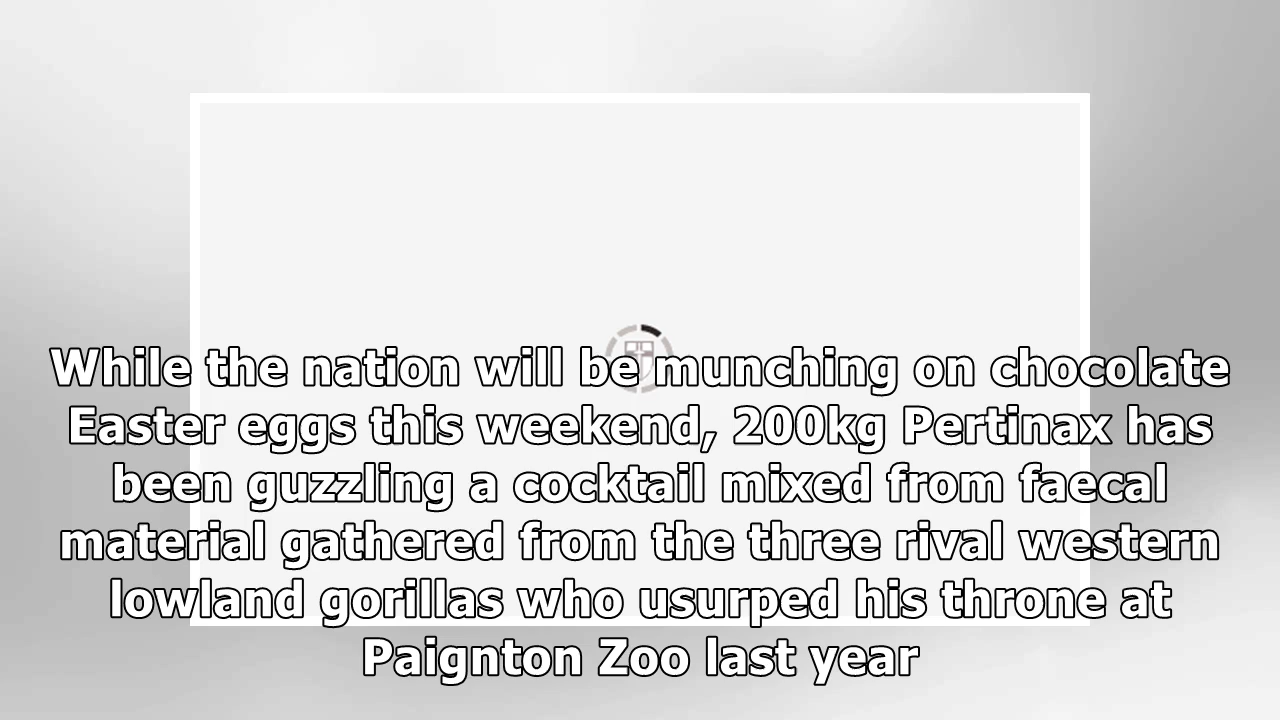 While the nation will be munching on chocolate
Easter eggs this weekend, 200kg Pertinax has
been guzzling a cocktail mixed from faecal
material gathered from the three rival western
lowland gorillas who usurped his throne at
Paignton Zoo last year